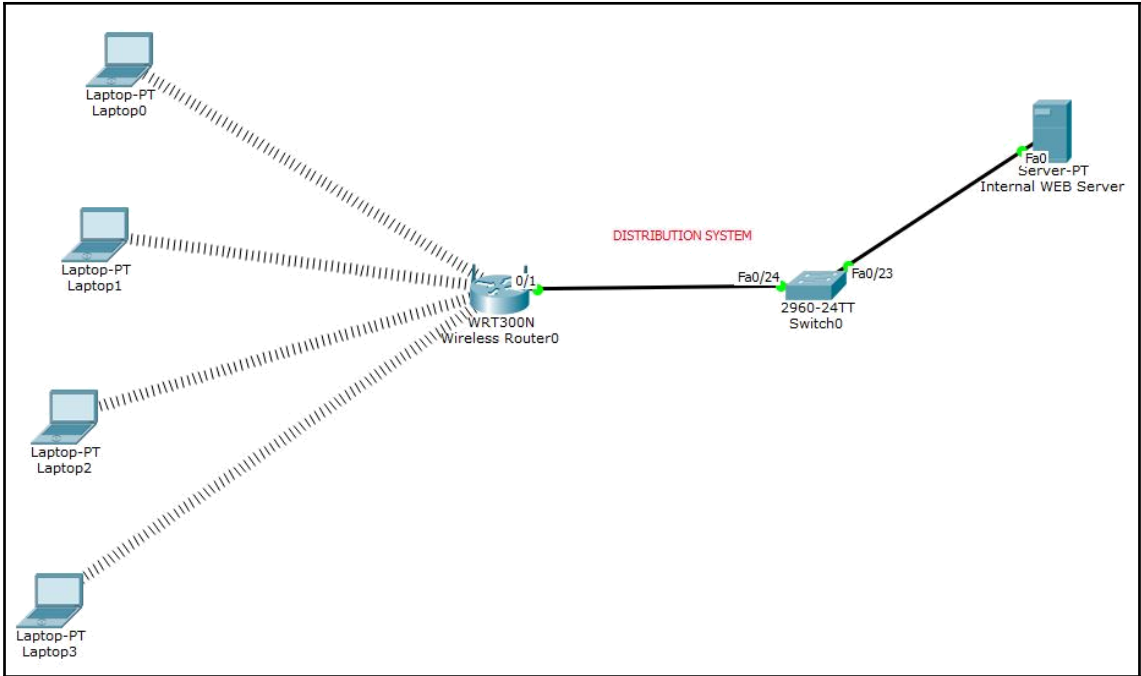 Laptop-PT
Laptop0
Fa0
Server-PT
Internal WEB Server
Laptop-PT
Laptop1
DISTRIBUTION SYSTEM
0/1
Fa0/24
Fa0/23
WRT300N
Wireless Router0
2960-24TT
Switch0
Laptop-PT
Laptop2
Laptop-PT
Laptop3